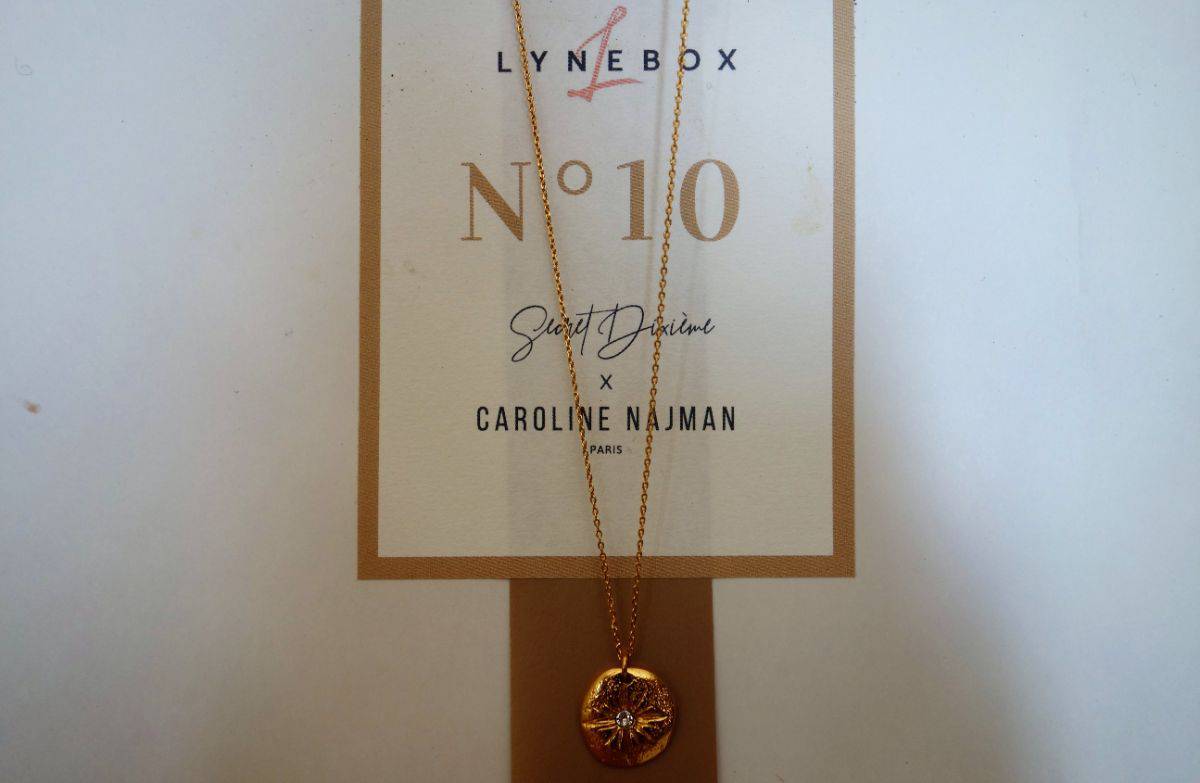 LYNEBOX
N°10
Secret Dixième
X
CAROLINE NAJMAN
PARIS